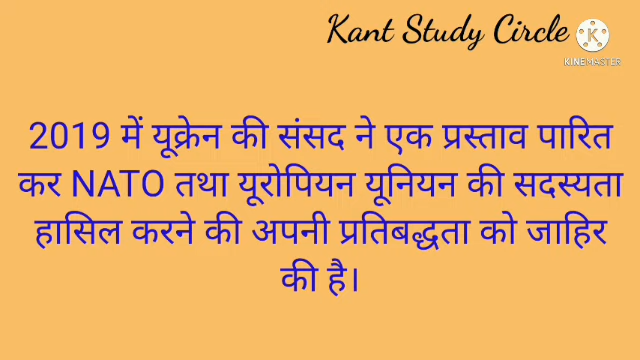 Kant Study Circle
K
KINEMASTER
2019 में यूक्रेन की संसद ने एक प्रस्ताव पारित
कर NATO तथा यूरोपियन यूनियन की सदस्यता
हासिल करने की अपनी प्रतिबद्धता को जाहिर
की है।